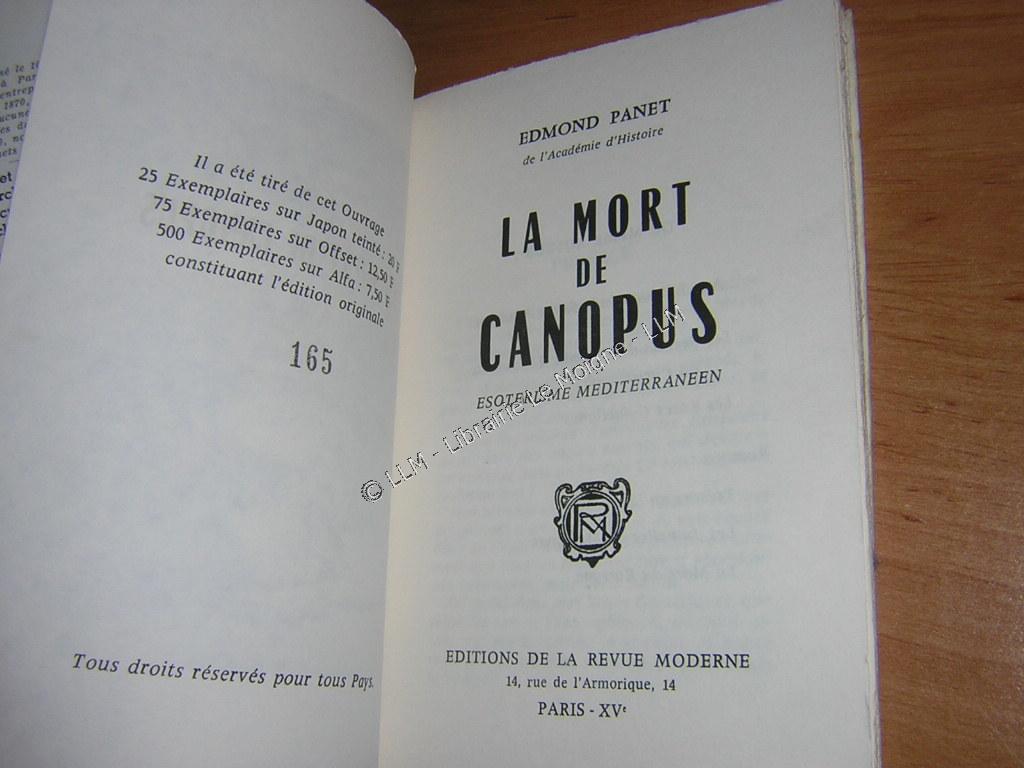 Il a été tiré de cet Ouvrage
25 Exemplaires sur Japon teinté : 20 F
75 Exemplaires sur Offset : 12,50 F
500 Exemplaires sur Alfa : 7,50 F
constituant l'édition originale
165
Tous droits réservés pour tous Pays.
EDMOND PANET
de l'Académie d'Histoire
LA MORT
DE
CANOPUS
ESOTERISME MEDITERRANEEN
RM
EDITIONS DE LA REVUE MODERNE
14, rue de l'Armorique, 14
PARIS - XVe
© LLM - Librairie Le Moigne - LLM